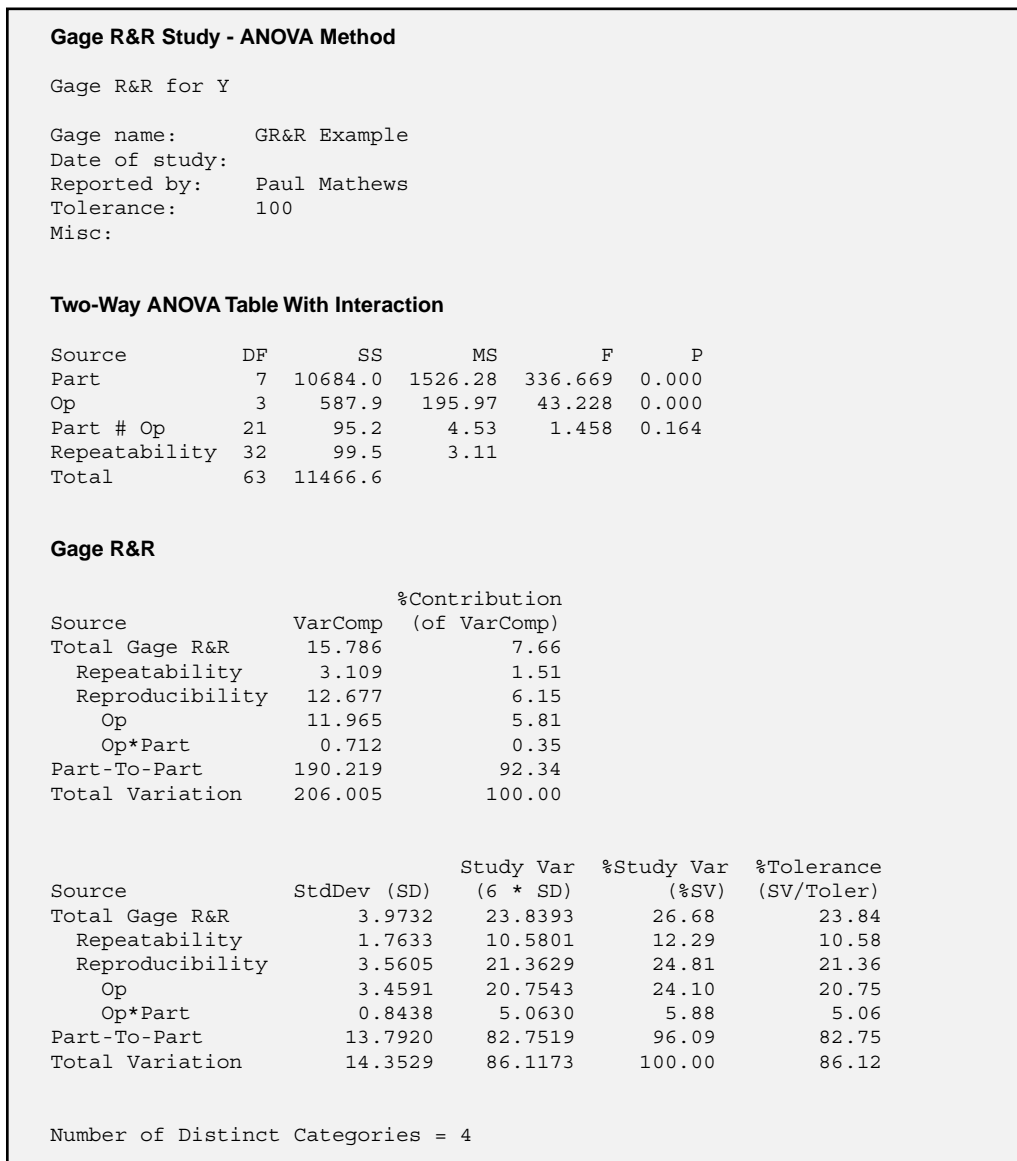 Gage R&R Study - ANOVA Method
Gage R&R for Y
Gage name: GR&R Example
Date of study:
Reported by: Paul Mathews
Tolerance: 100
Misc:
Two-Way ANOVA Table With Interaction
Source DF SS MS F P
Part 7 10684.0 1526.28 336.669 0.000
Op 3 587.9 195.97 43.228 0.000
Part # Op 21 95.2 4.53 1.458 0.164
Repeatability 32 99.5 3.11
Total 63 11466.6
Gage R&R
%Contribution
Source VarComp (of VarComp)
Total Gage R&R 15.786 7.66
Repeatability 3.109 1.51
Reproducibility 12.677 6.15
Op 11.965 5.81
Op*Part 0.712 0.35
Part-To-Part 190.219 92.34
Total Variation 206.005 100.00
Study Var %Study Var %Tolerance
Source StdDev (SD) (6 * SD) (%SV) (SV/Toler)
Total Gage R&R 3.9732 23.8393 26.68 23.84
Repeatability 1.7633 10.5801 12.29 10.58
Reproducibility 3.5605 21.3629 24.81 21.36
Op 3.4591 20.7543 24.10 20.75
Op*Part 0.8438 5.0630 5.88 5.06
Part-To-Part 13.7920 82.7519 96.09 82.75
Total Variation 14.3529 86.1173 100.00 86.12
Number of Distinct Categories = 4